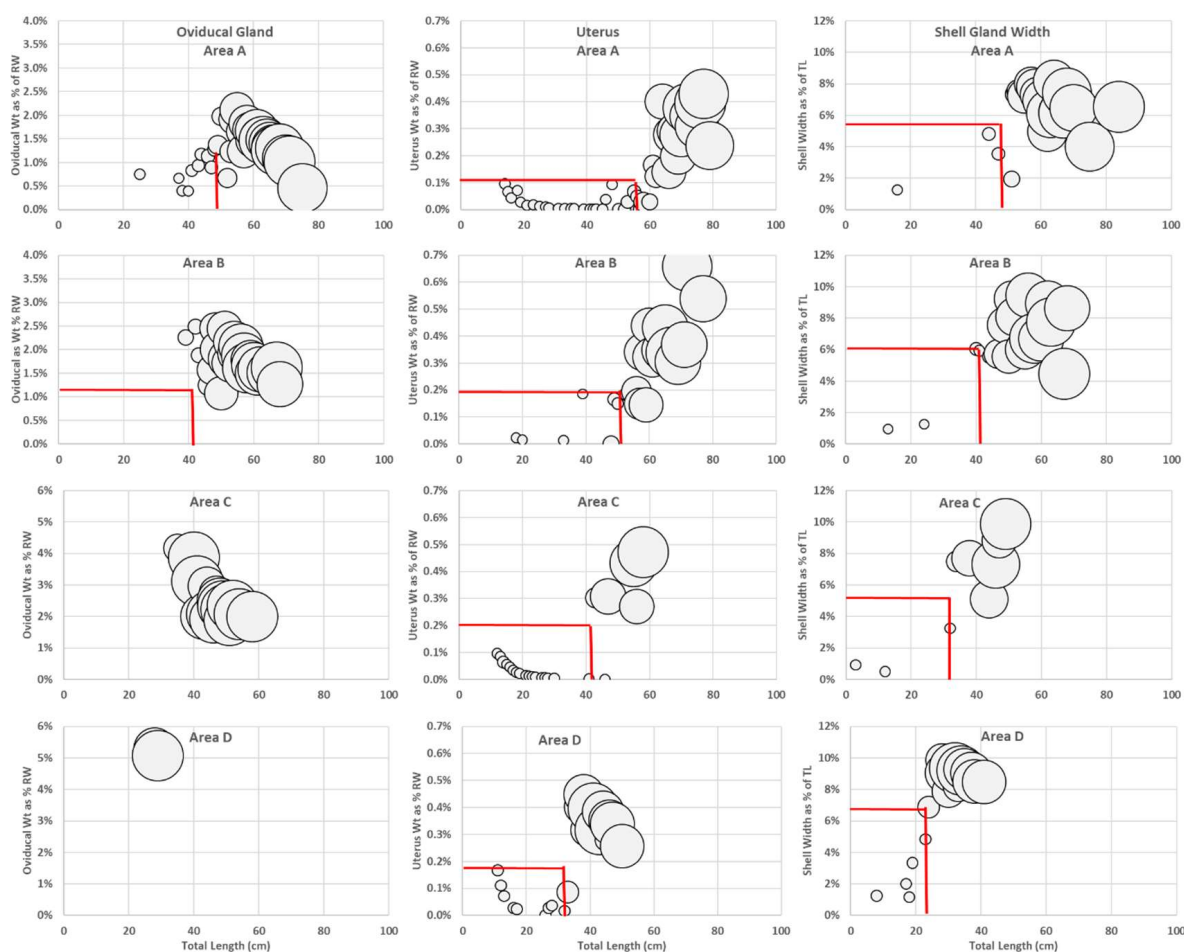 Oviducal Gland
Area A
Oviducal Wt as % of RW
4.0%
3.5%
3.0%
2.5%
2.0%
1.5%
1.0%
0.5%
0.0%
0 20 40 60 80 100
Uterus
Area A
Uterus Wt as % of RW
0.7%
0.6%
0.5%
0.4%
0.3%
0.2%
0.1%
0.0%
0 20 40 60 80 100
Shell Gland Width
Area A
Shell Width as % of TL
12%
10%
8%
6%
4%
2%
0%
0 20 40 60 80 100
Area B
Oviducal as Wt % RW
4.0%
3.5%
3.0%
2.5%
2.0%
1.5%
1.0%
0.5%
0.0%
0 20 40 60 80 100
Area B
Uterus Wt as % of RW
0.7%
0.6%
0.5%
0.4%
0.3%
0.2%
0.1%
0.0%
0 20 40 60 80 100
Area B
Shell Width as % of TL
12%
10%
8%
6%
4%
2%
0%
0 20 40 60 80 100
Area C
Oviducal Wt as % RW
6%
5%
4%
3%
2%
1%
0%
0 20 40 60 80 100
Area C
Uterus Wt as % of RW
0.7%
0.6%
0.5%
0.4%
0.3%
0.2%
0.1%
0.0%
0 20 40 60 80 100
Area C
Shell Width as % of TL
12%
10%
8%
6%
4%
2%
0%
0 20 40 60 80 100
Area D
Oviducal Wt as % RW
6%
5%
4%
3%
2%
1%
0%
0 20 40 60 80 100
Total Length (cm)
Area D
Uterus Wt as % of RW
0.7%
0.6%
0.5%
0.4%
0.3%
0.2%
0.1%
0.0%
0 20 40 60 80 100
Total Length (cm)
Area D
Shell Width as % of TL
12%
10%
8%
6%
4%
2%
0%
0 20 40 60 80 100
Total Length (cm)